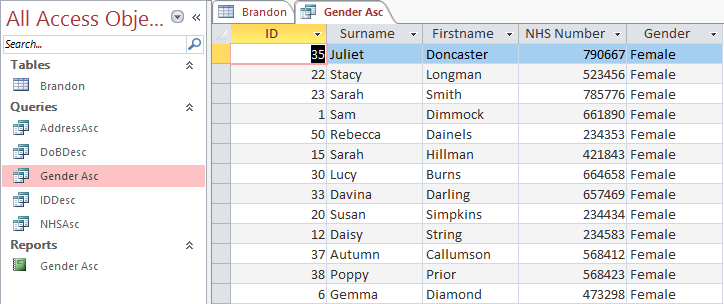 All Access Obje...
Search...
Tables
Brandon
Queries
AddressAsc
DoBDesc
Gender Asc
IDDesc
NHSAsc
Reports
Gender Asc
Brandon Gender Asc
ID Surname Firstname NHS Number Gender
35 Juliet Doncaster 790667 Female
22 Stacy Longman 523456 Female
23 Sarah Smith 785776 Female
1 Sam Dimmock 661890 Female
50 Rebecca Dainels 234353 Female
15 Sarah Hillman 421843 Female
30 Lucy Burns 664658 Female
33 Davina Darling 657469 Female
20 Susan Simpkins 234434 Female
12 Daisy String 234583 Female
37 Autumn Callumson 568412 Female
38 Poppy Prior 568423 Female
6 Gemma Diamond 473298 Female